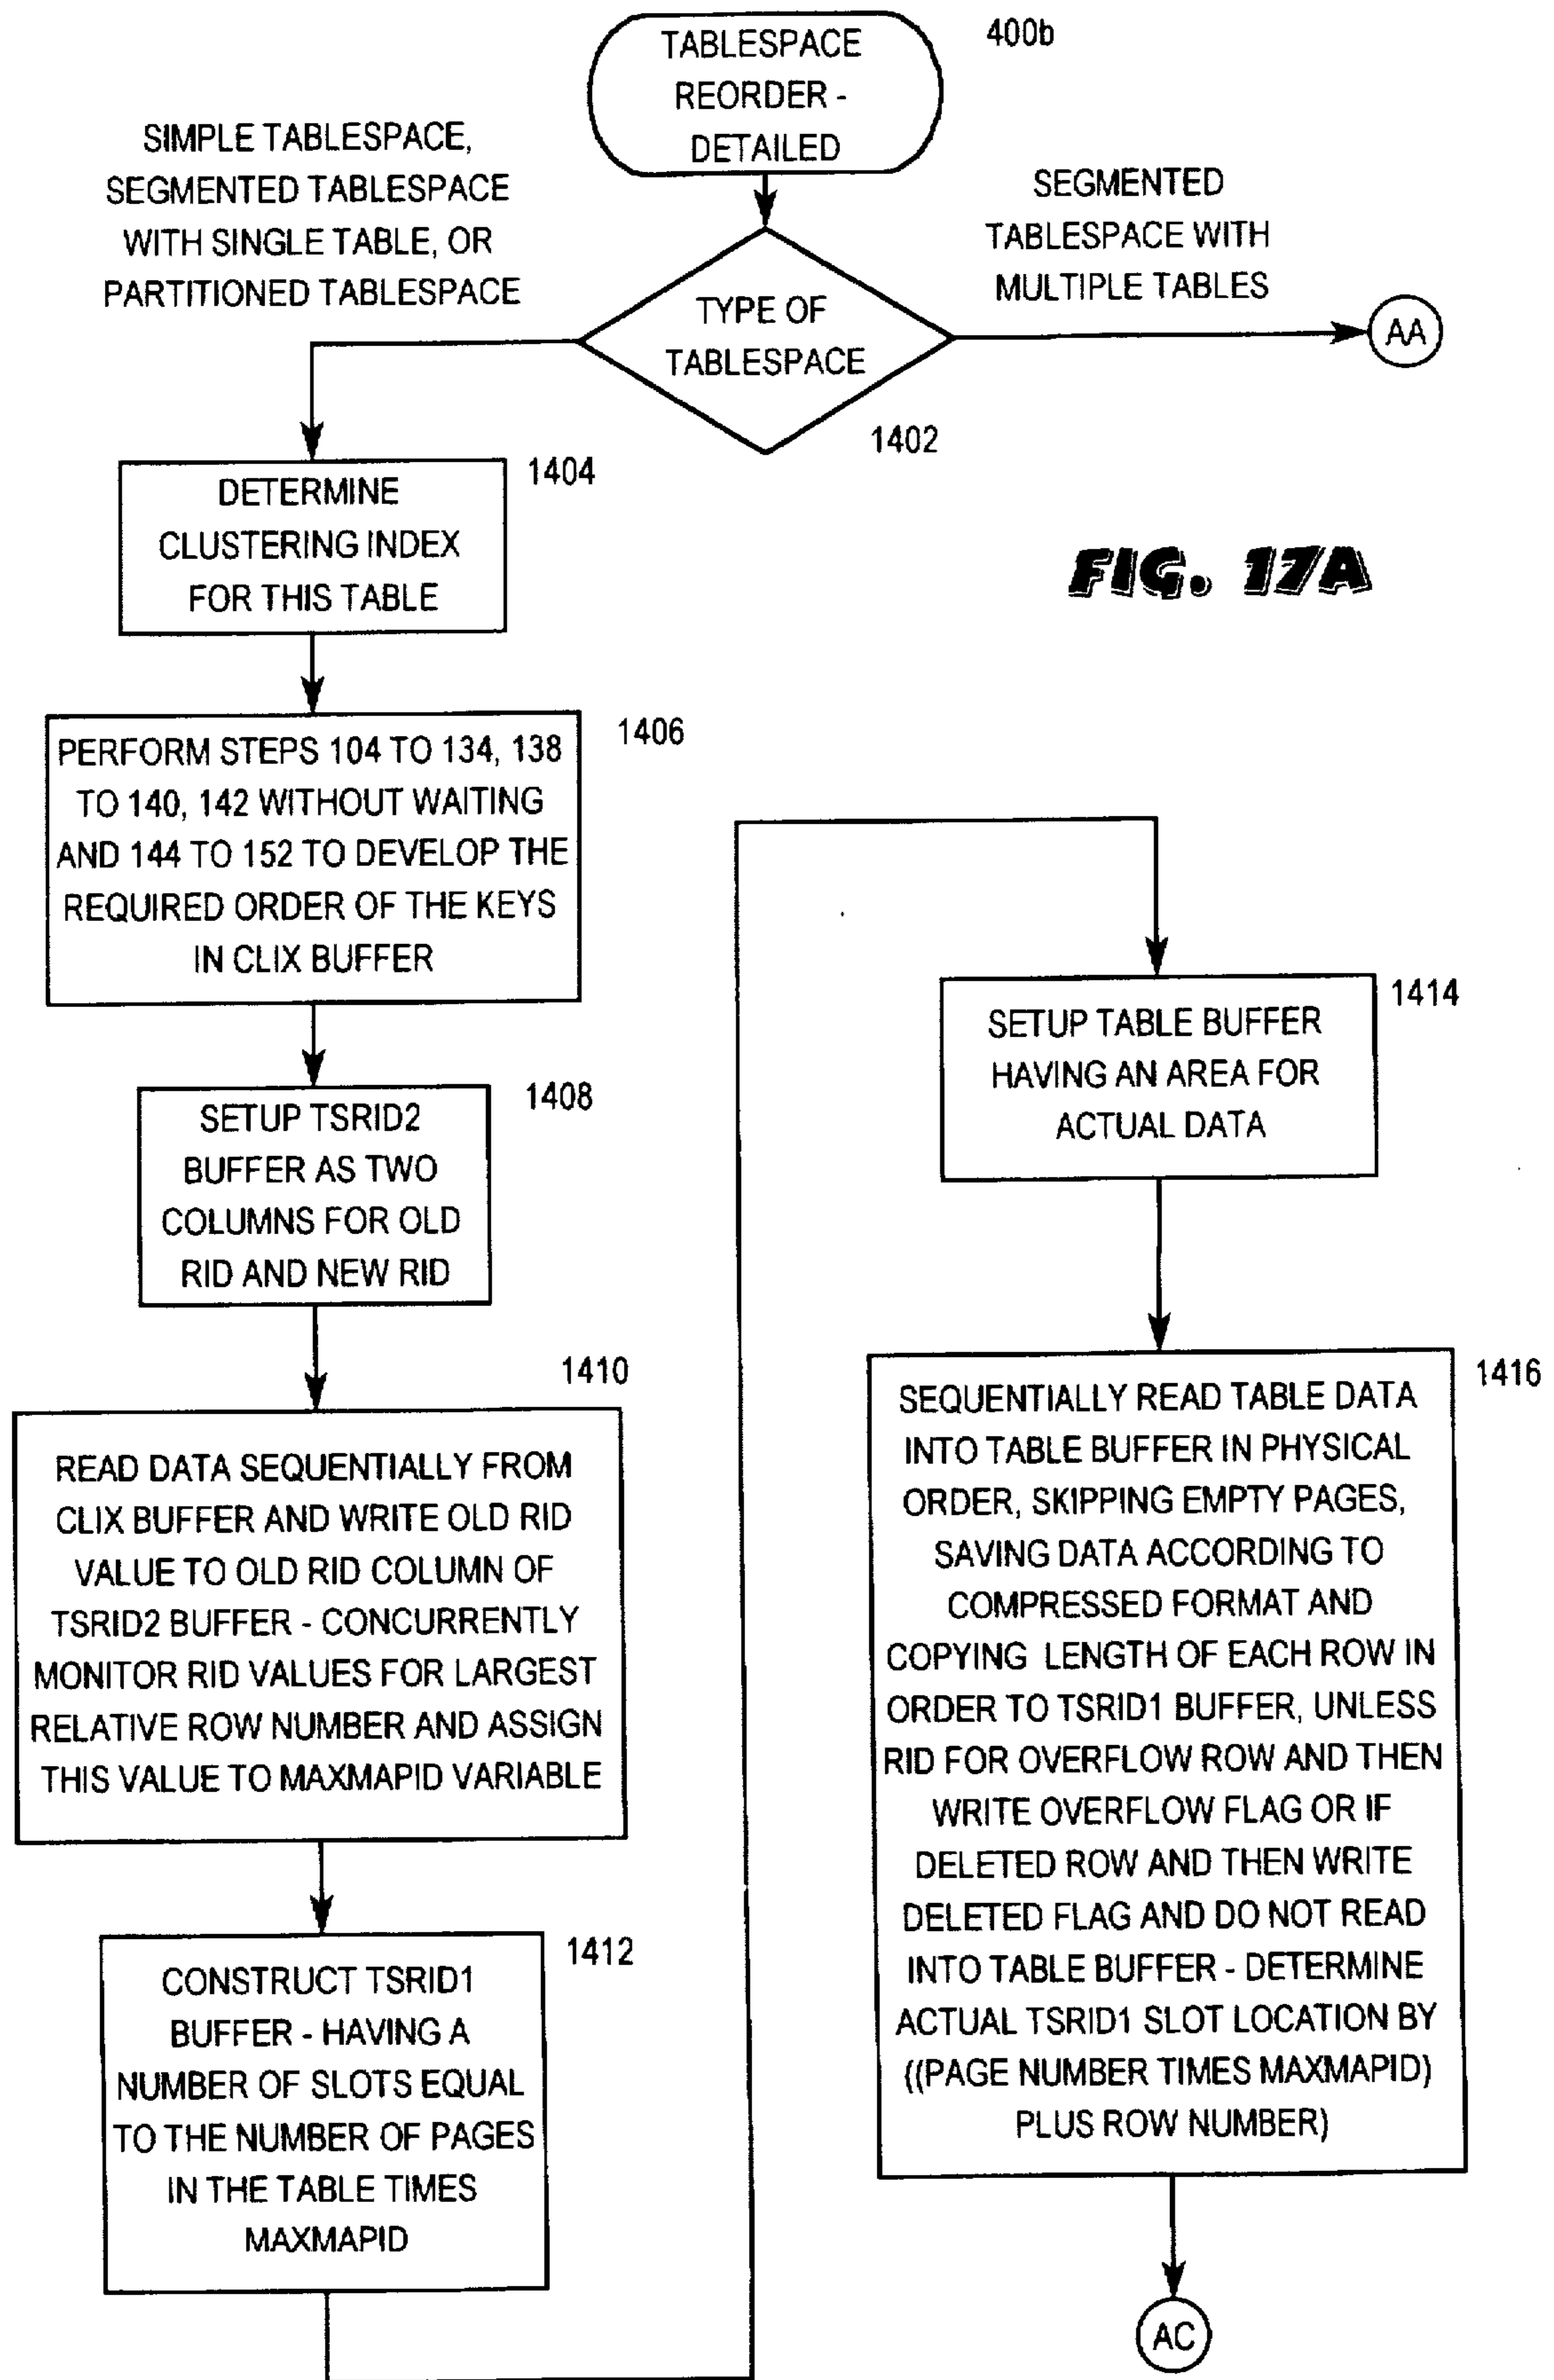 TABLESPACE
REORDER -
DETAILED
400b
SIMPLE TABLESPACE,
SEGMENTED TABLESPACE
WITH SINGLE TABLE, OR
PARTITIONED TABLESPACE
SEGMENTED
TABLESPACE WITH
MULTIPLE TABLES
TYPE OF
TABLESPACE
1402
AA
1404
DETERMINE
CLUSTERING INDEX
FOR THIS TABLE
FIG. 17A
1406
PERFORM STEPS 104 TO 134, 138
TO 140, 142 WITHOUT WAITING
AND 144 TO 152 TO DEVELOP THE
REQUIRED ORDER OF THE KEYS
IN CLIX BUFFER
1408
SETUP TSRID2
BUFFER AS TWO
COLUMNS FOR OLD
RID AND NEW RID
1410
READ DATA SEQUENTIALLY FROM
CLIX BUFFER AND WRITE OLD RID
VALUE TO OLD RID COLUMN OF
TSRID2 BUFFER - CONCURRENTLY
MONITOR RID VALUES FOR LARGEST
RELATIVE ROW NUMBER AND ASSIGN
THIS VALUE TO MAXMAPID VARIABLE
1412
CONSTRUCT TSRID1
BUFFER - HAVING A
NUMBER OF SLOTS EQUAL
TO THE NUMBER OF PAGES
IN THE TABLE TIMES
MAXMAPID
1414
SETUP TABLE BUFFER
HAVING AN AREA FOR
ACTUAL DATA
1416
SEQUENTIALLY READ TABLE DATA
INTO TABLE BUFFER IN PHYSICAL
ORDER, SKIPPING EMPTY PAGES,
SAVING DATA ACCORDING TO
COMPRESSED FORMAT AND
COPYING LENGTH OF EACH ROW IN
ORDER TO TSRID1 BUFFER, UNLESS
RID FOR OVERFLOW ROW AND THEN
WRITE OVERFLOW FLAG OR IF
DELETED ROW AND THEN WRITE
DELETED FLAG AND DO NOT READ
INTO TABLE BUFFER - DETERMINE
ACTUAL TSRID1 SLOT LOCATION BY
((PAGE NUMBER TIMES MAXMAPID)
PLUS ROW NUMBER)
AC